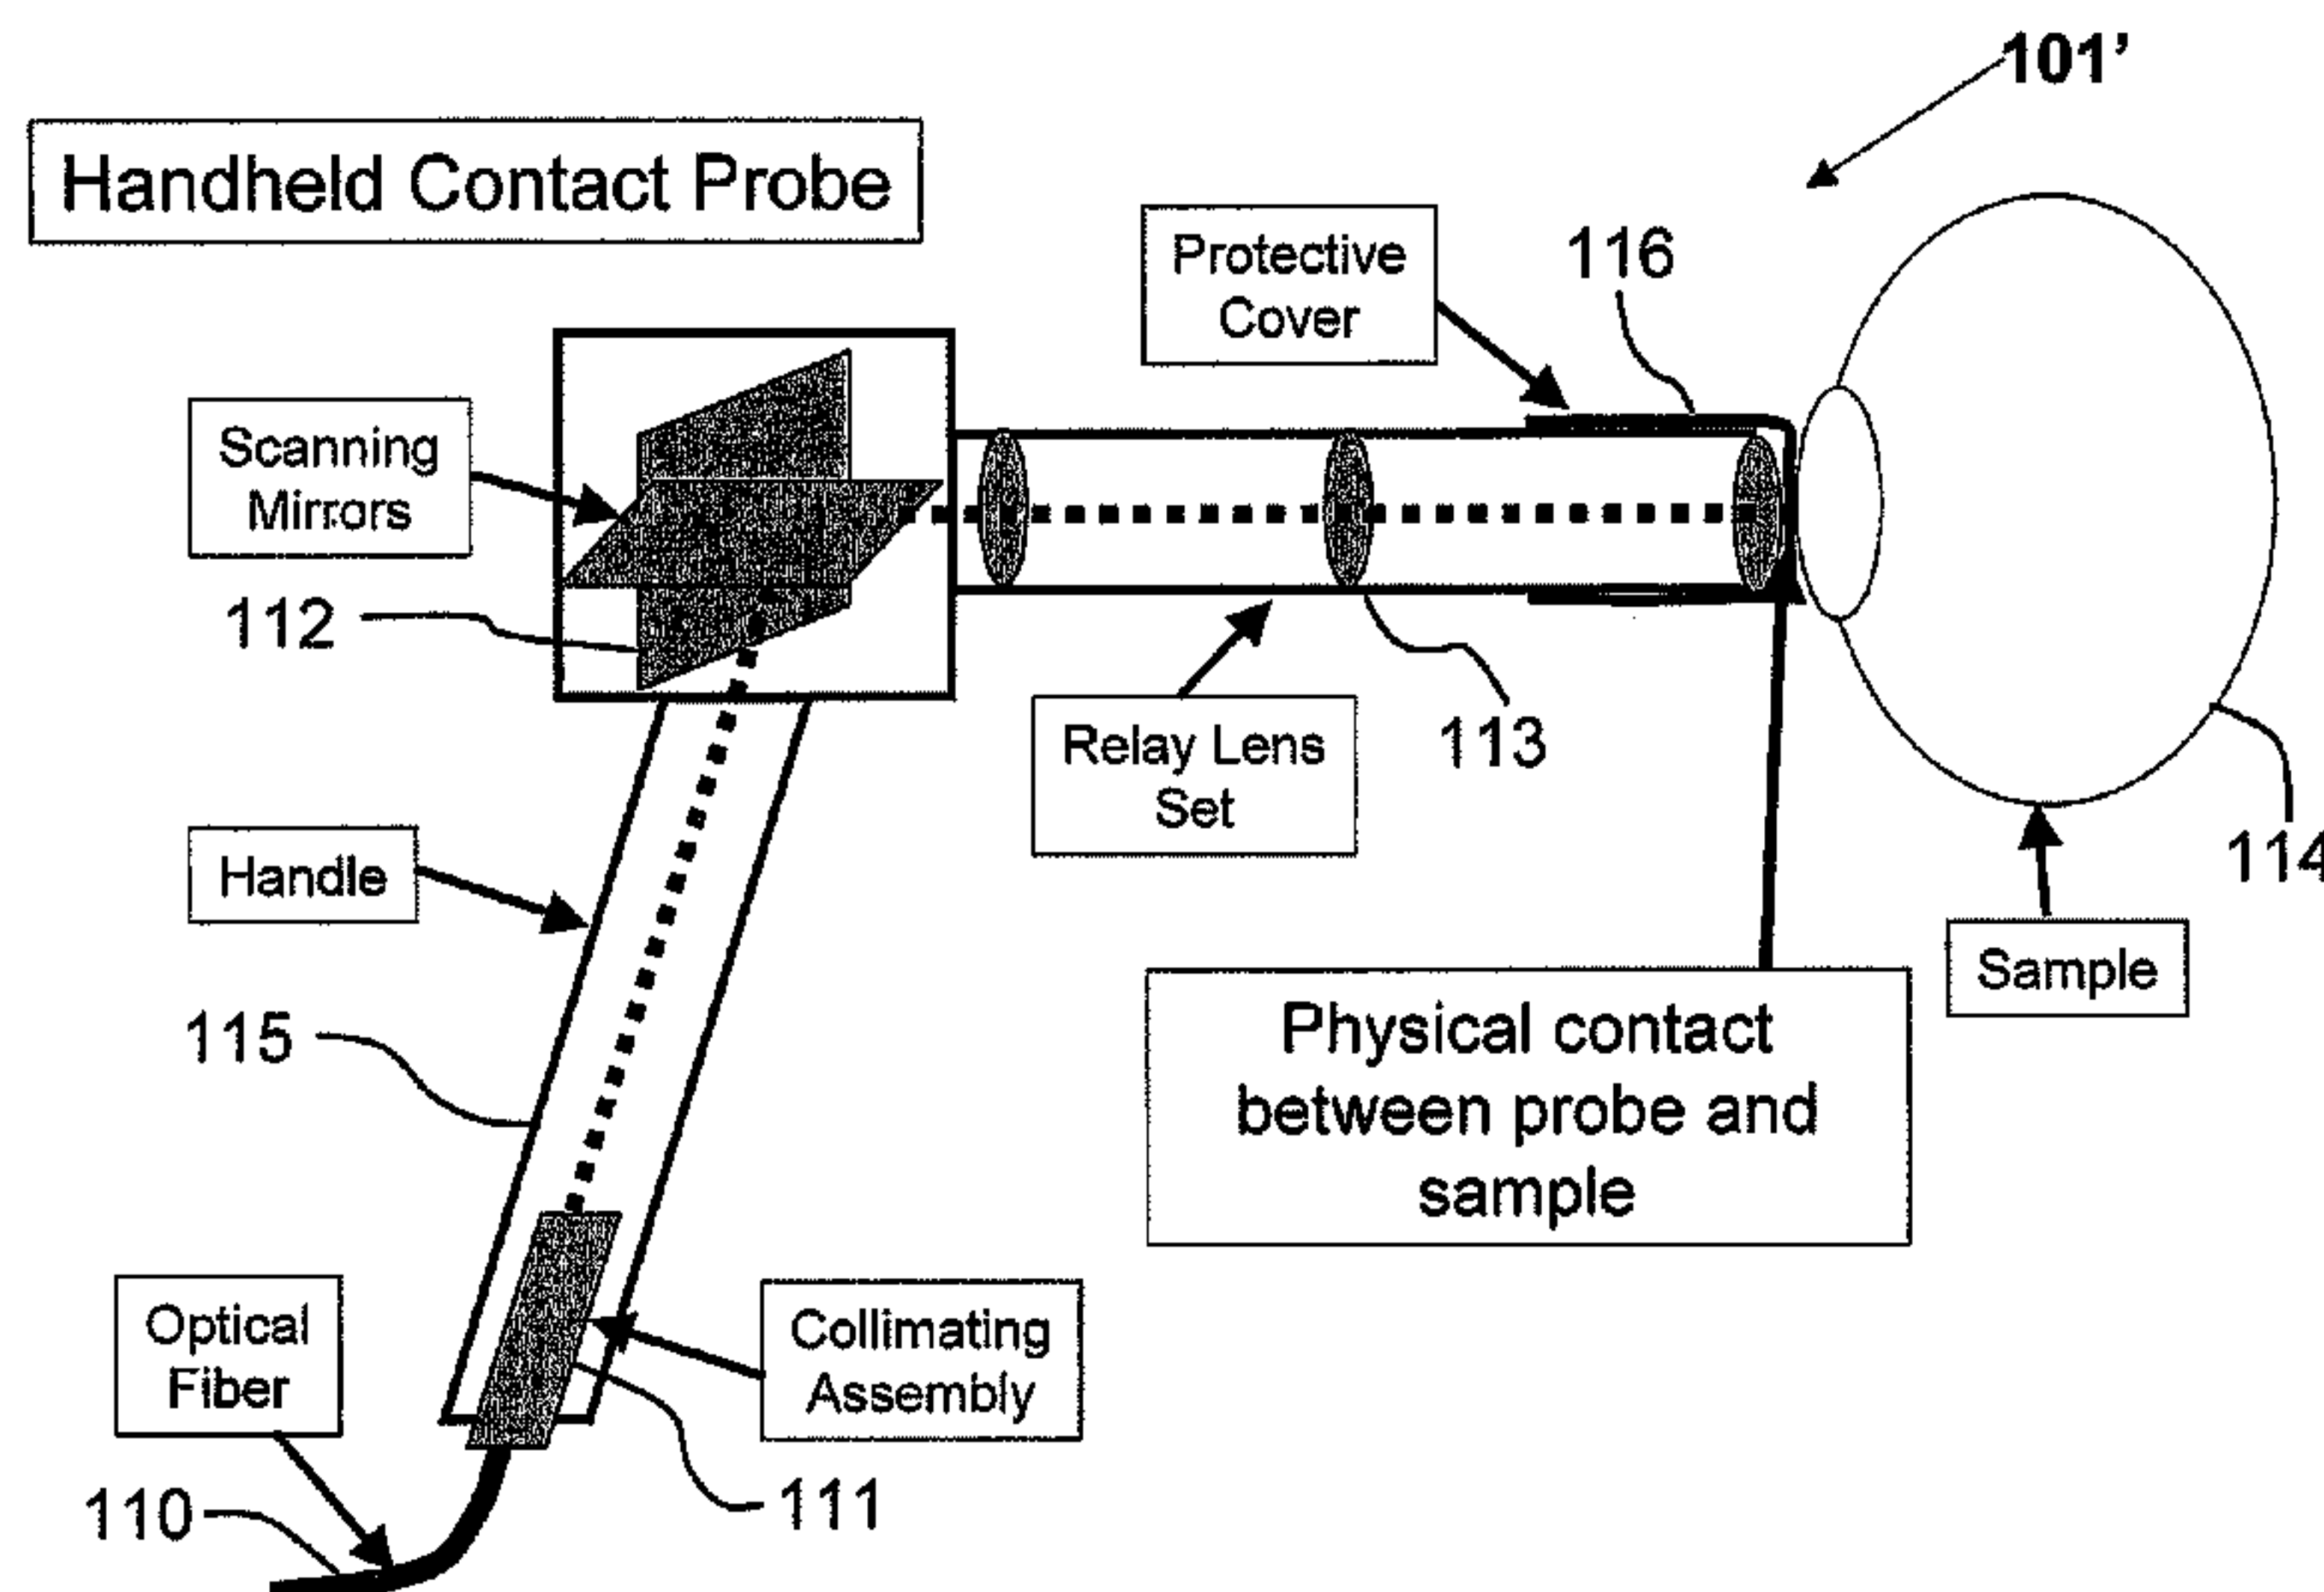 101'
Handheld Contact Probe
Protective
Cover
116
Scanning
Mirrors
112
Relay Lens
Set
113
114
Handle
Sample
115
Physical contact
between probe and
sample
Optical
Fiber
Collimating
Assembly
110
111